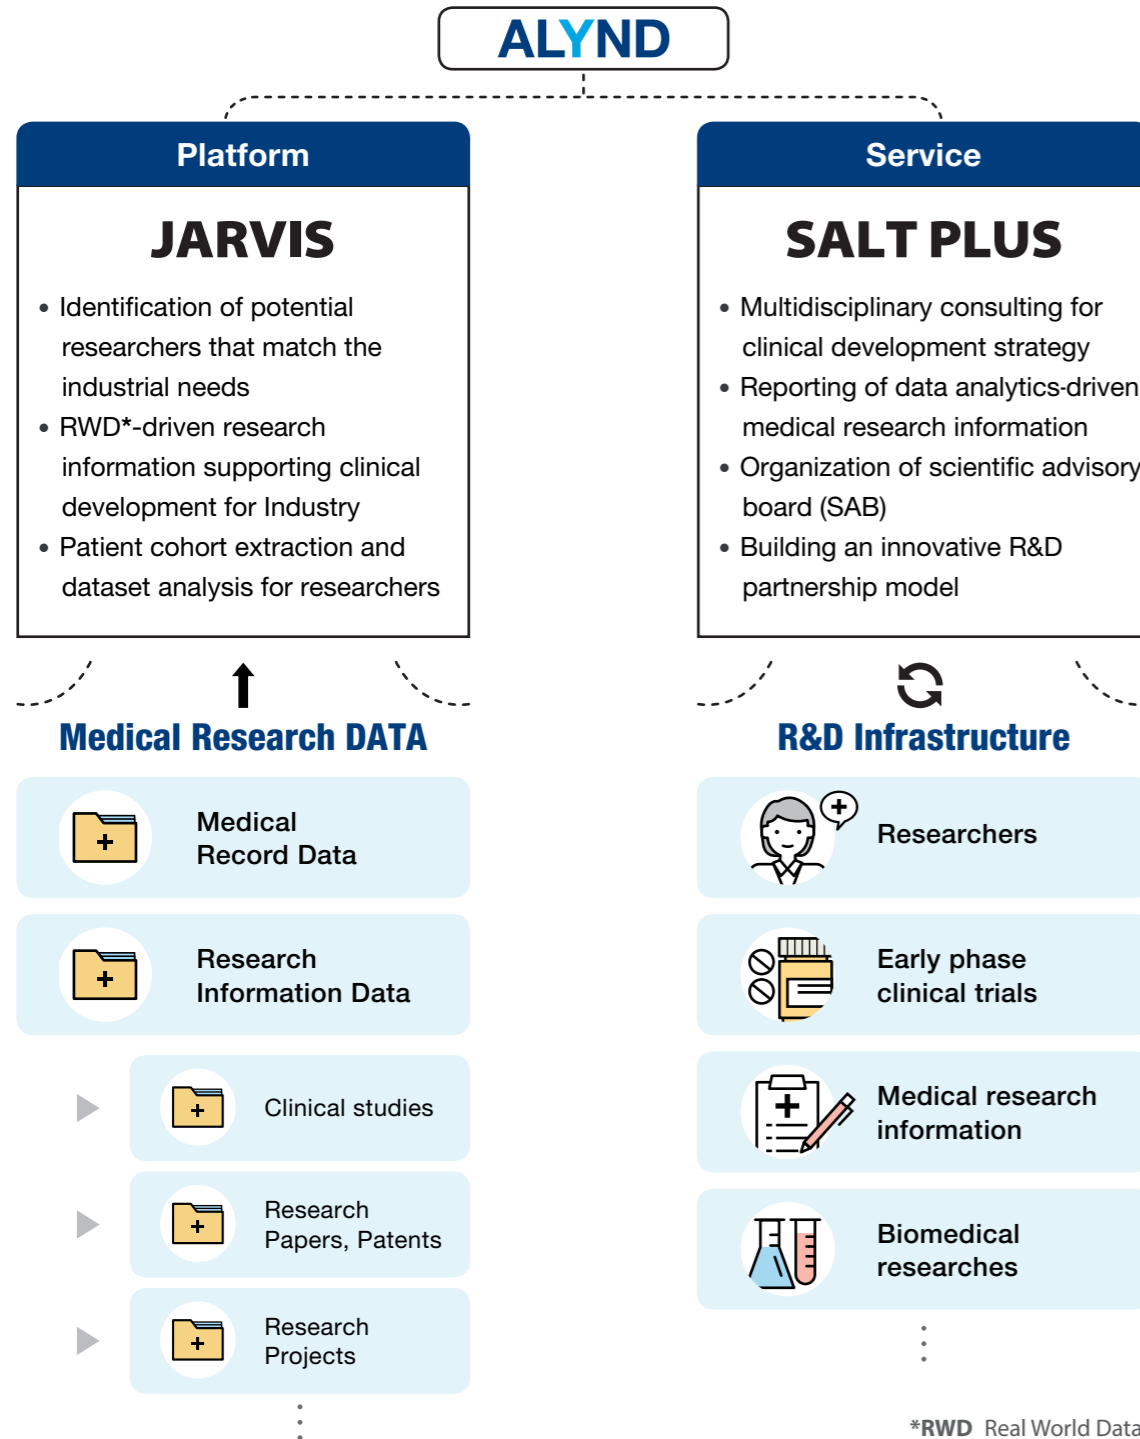 ALYND
Platform
JARVIS
• Identification of potential
researchers that match the
industrial needs
• RWD*-driven research
information supporting clinical
development for Industry
• Patient cohort extraction and
dataset analysis for researchers
Medical Research DATA
Medical
Record Data
Research
Information Data
Clinical studies
Research
Papers, Patents
Research
Projects
Service
SALT PLUS
• Multidisciplinary consulting for
clinical development strategy
• Reporting of data analytics-driven
medical research information
• Organization of scientific advisory
board (SAB)
• Building an innovative R&D
partnership model
R&D Infrastructure
Researchers
Early phase
clinical trials
Medical research
information
Biomedical
researches
*RWD Real World Data